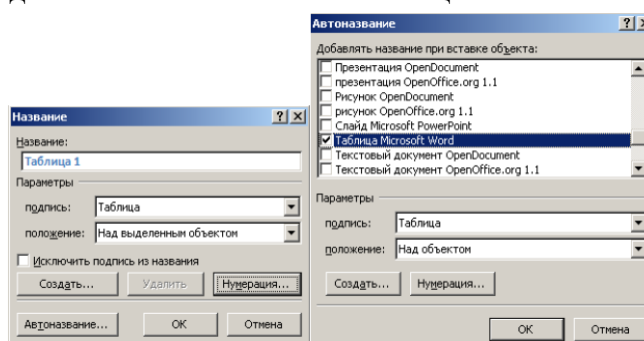 Название
Название:
Таблица 1
Параметры
подпись:
Таблица
положение:
Над выделенным объектом
Исключить подпись из названия
Создать...
Удалить
Нумерация...
Автоназвание...
ОК
Отмена
Автоназвание
Добавлять название при вставке объекта:
Презентация OpenDocument
презентация OpenOffice.org 1.1
Рисунок OpenDocument
рисунок OpenOffice.org 1.1
Слайд Microsoft PowerPoint
Таблица Microsoft Word
Текстовый документ OpenDocument
Текстовый документ OpenOffice.org 1.1
Параметры
подпись:
Таблица
положение:
Над объектом
Создать...
Нумерация...
ОК
Отмена